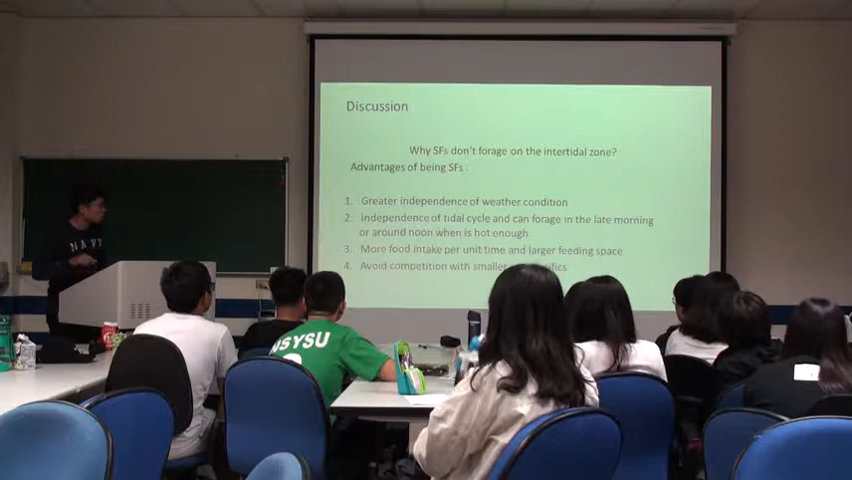 Discussion
Why SFs don't forage on the intertidal zone?
Advantages of being SFs :
1. Greater independence of weather condition
2. Independence of tidal cycle and can forage in the late morning
or around noon when is hot enough
3. More food intake per unit time and larger feeding space
4. Avoid competition with smaller
NAVY
NSYSU